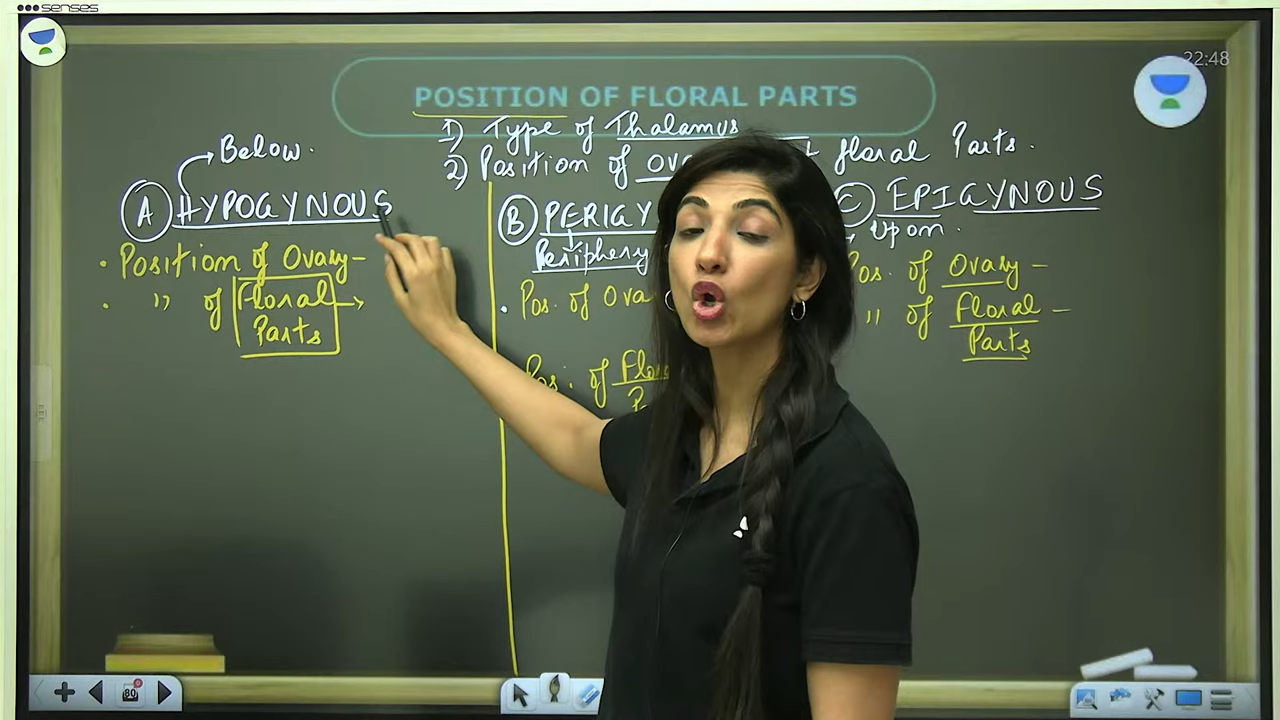 senses
22:48
POSITION OF FLORAL PARTS
1) Type of Thalamus
2) Position of floral Parts.
Below.
A HYPOGYNOUS
• Position of Ovary-
• " of Floral →
Parts
B PERIGY
Periphery
• Pos. of Ova
Pos. of
C EPIGYNOUS
upon.
Pos. of Ovary -
" of Floral -
Parts
80